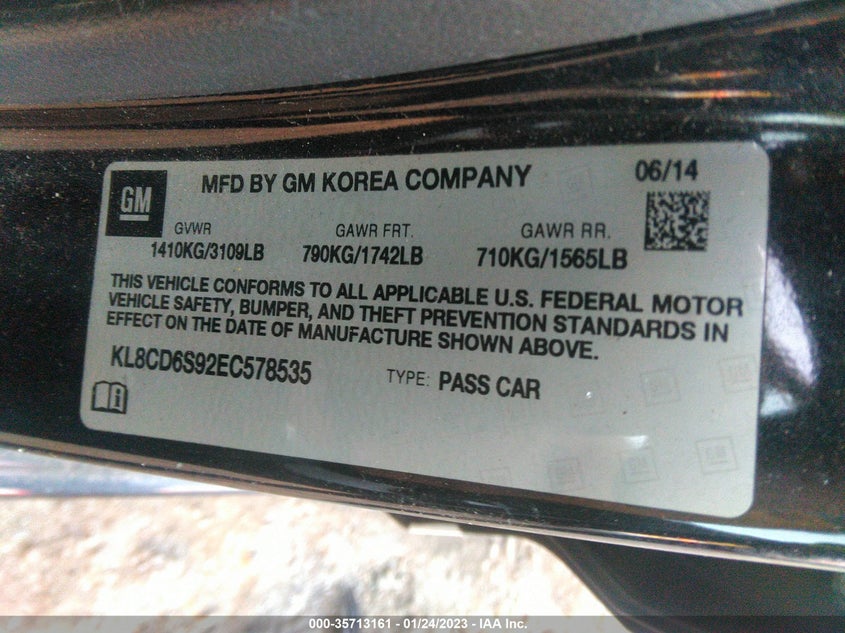 GM
MFD BY GM KOREA COMPANY
06/14
GVWR GAWR FRT. GAWR RR.
1410KG/3109LB 790KG/1742LB 710KG/1565LB
THIS VEHICLE CONFORMS TO ALL APPLICABLE U.S. FEDERAL MOTOR
VEHICLE SAFETY, BUMPER, AND THEFT PREVENTION STANDARDS IN
EFFECT ON THE DATE OF MANUFACTURE SHOWN ABOVE.
KL8CD6S92EC578535
TYPE: PASS CAR
000-35713161 - 01/24/2023 - IAA Inc.